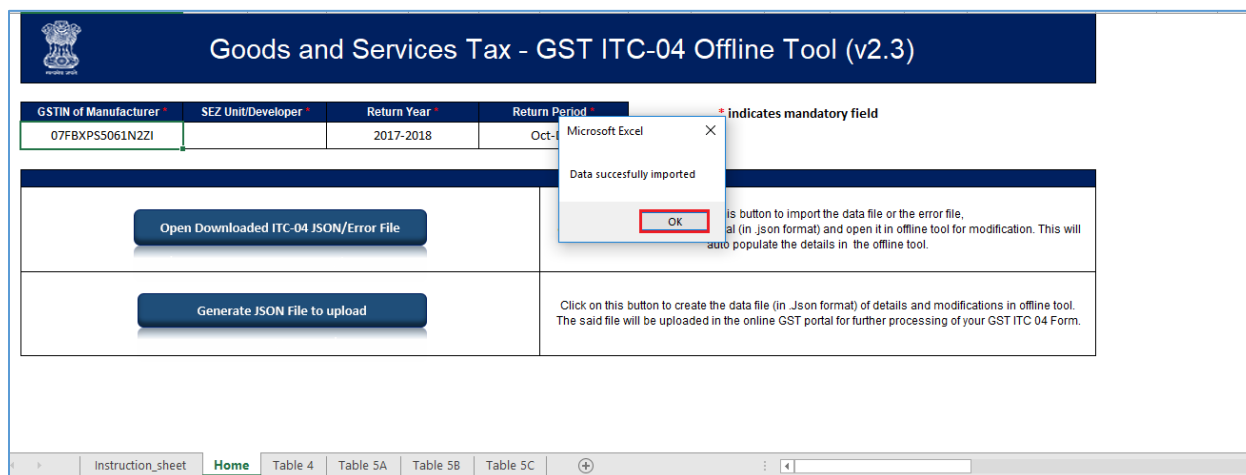 Goods and Services Tax - GST ITC-04 Offline Tool (v2.3)
GSTIN of Manufacturer * SEZ Unit/Developer * Return Year * Return Period *
* indicates mandatory field
07FBXPS5061N2ZI 2017-2018 Oct-
Microsoft Excel
Data succesfully imported
OK
Open Downloaded ITC-04 JSON/Error File
is button to import the data file or the error file,
al (in .json format) and open it in offline tool for modification. This will
auto populate the details in the offline tool.
Generate JSON File to upload
Click on this button to create the data file (in .Json format) of details and modifications in offline tool.
The said file will be uploaded in the online GST portal for further processing of your GST ITC 04 Form.
Instruction_sheet Home Table 4 Table 5A Table 5B Table 5C